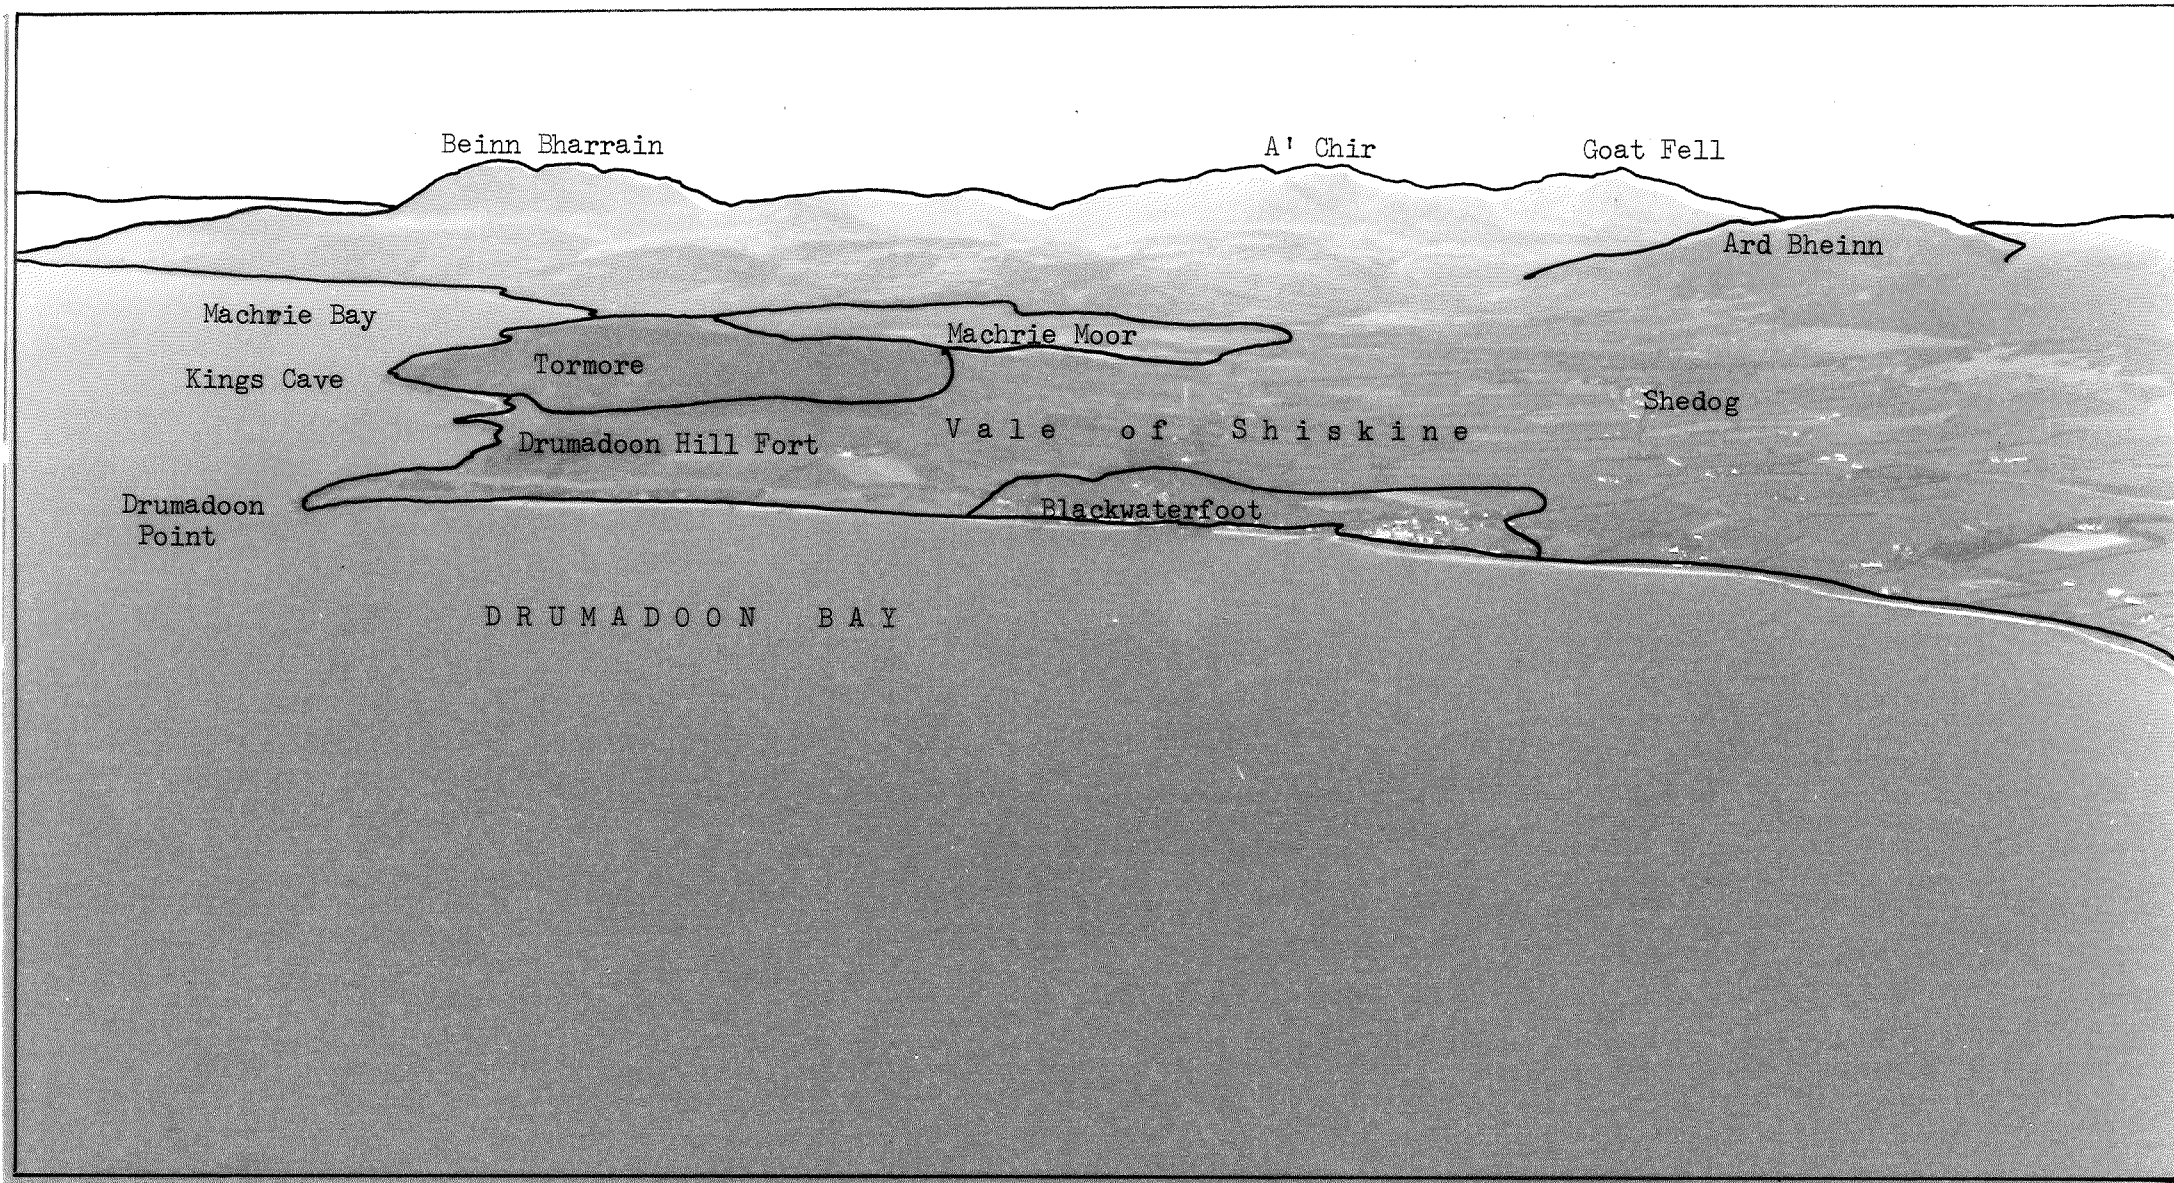 Beinn Bharrain
A' Chir
Goat Fell
Ard Bheinn
Machrie Bay
Machrie Moor
Tormore
Kings Cave
Shedog
Vale of Shiskine
Drumadoon Hill Fort
Drumadoon
Point
Blackwaterfoot
DRUMADOON BAY